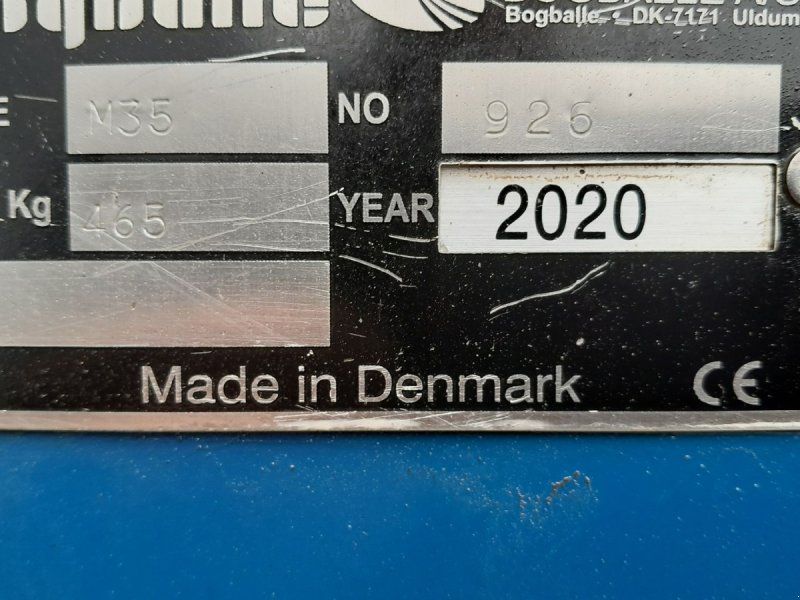 Bogballe • DK-7171 Uldum
M35 NO 926
Kg 465 YEAR 2020
Made in Denmark CE